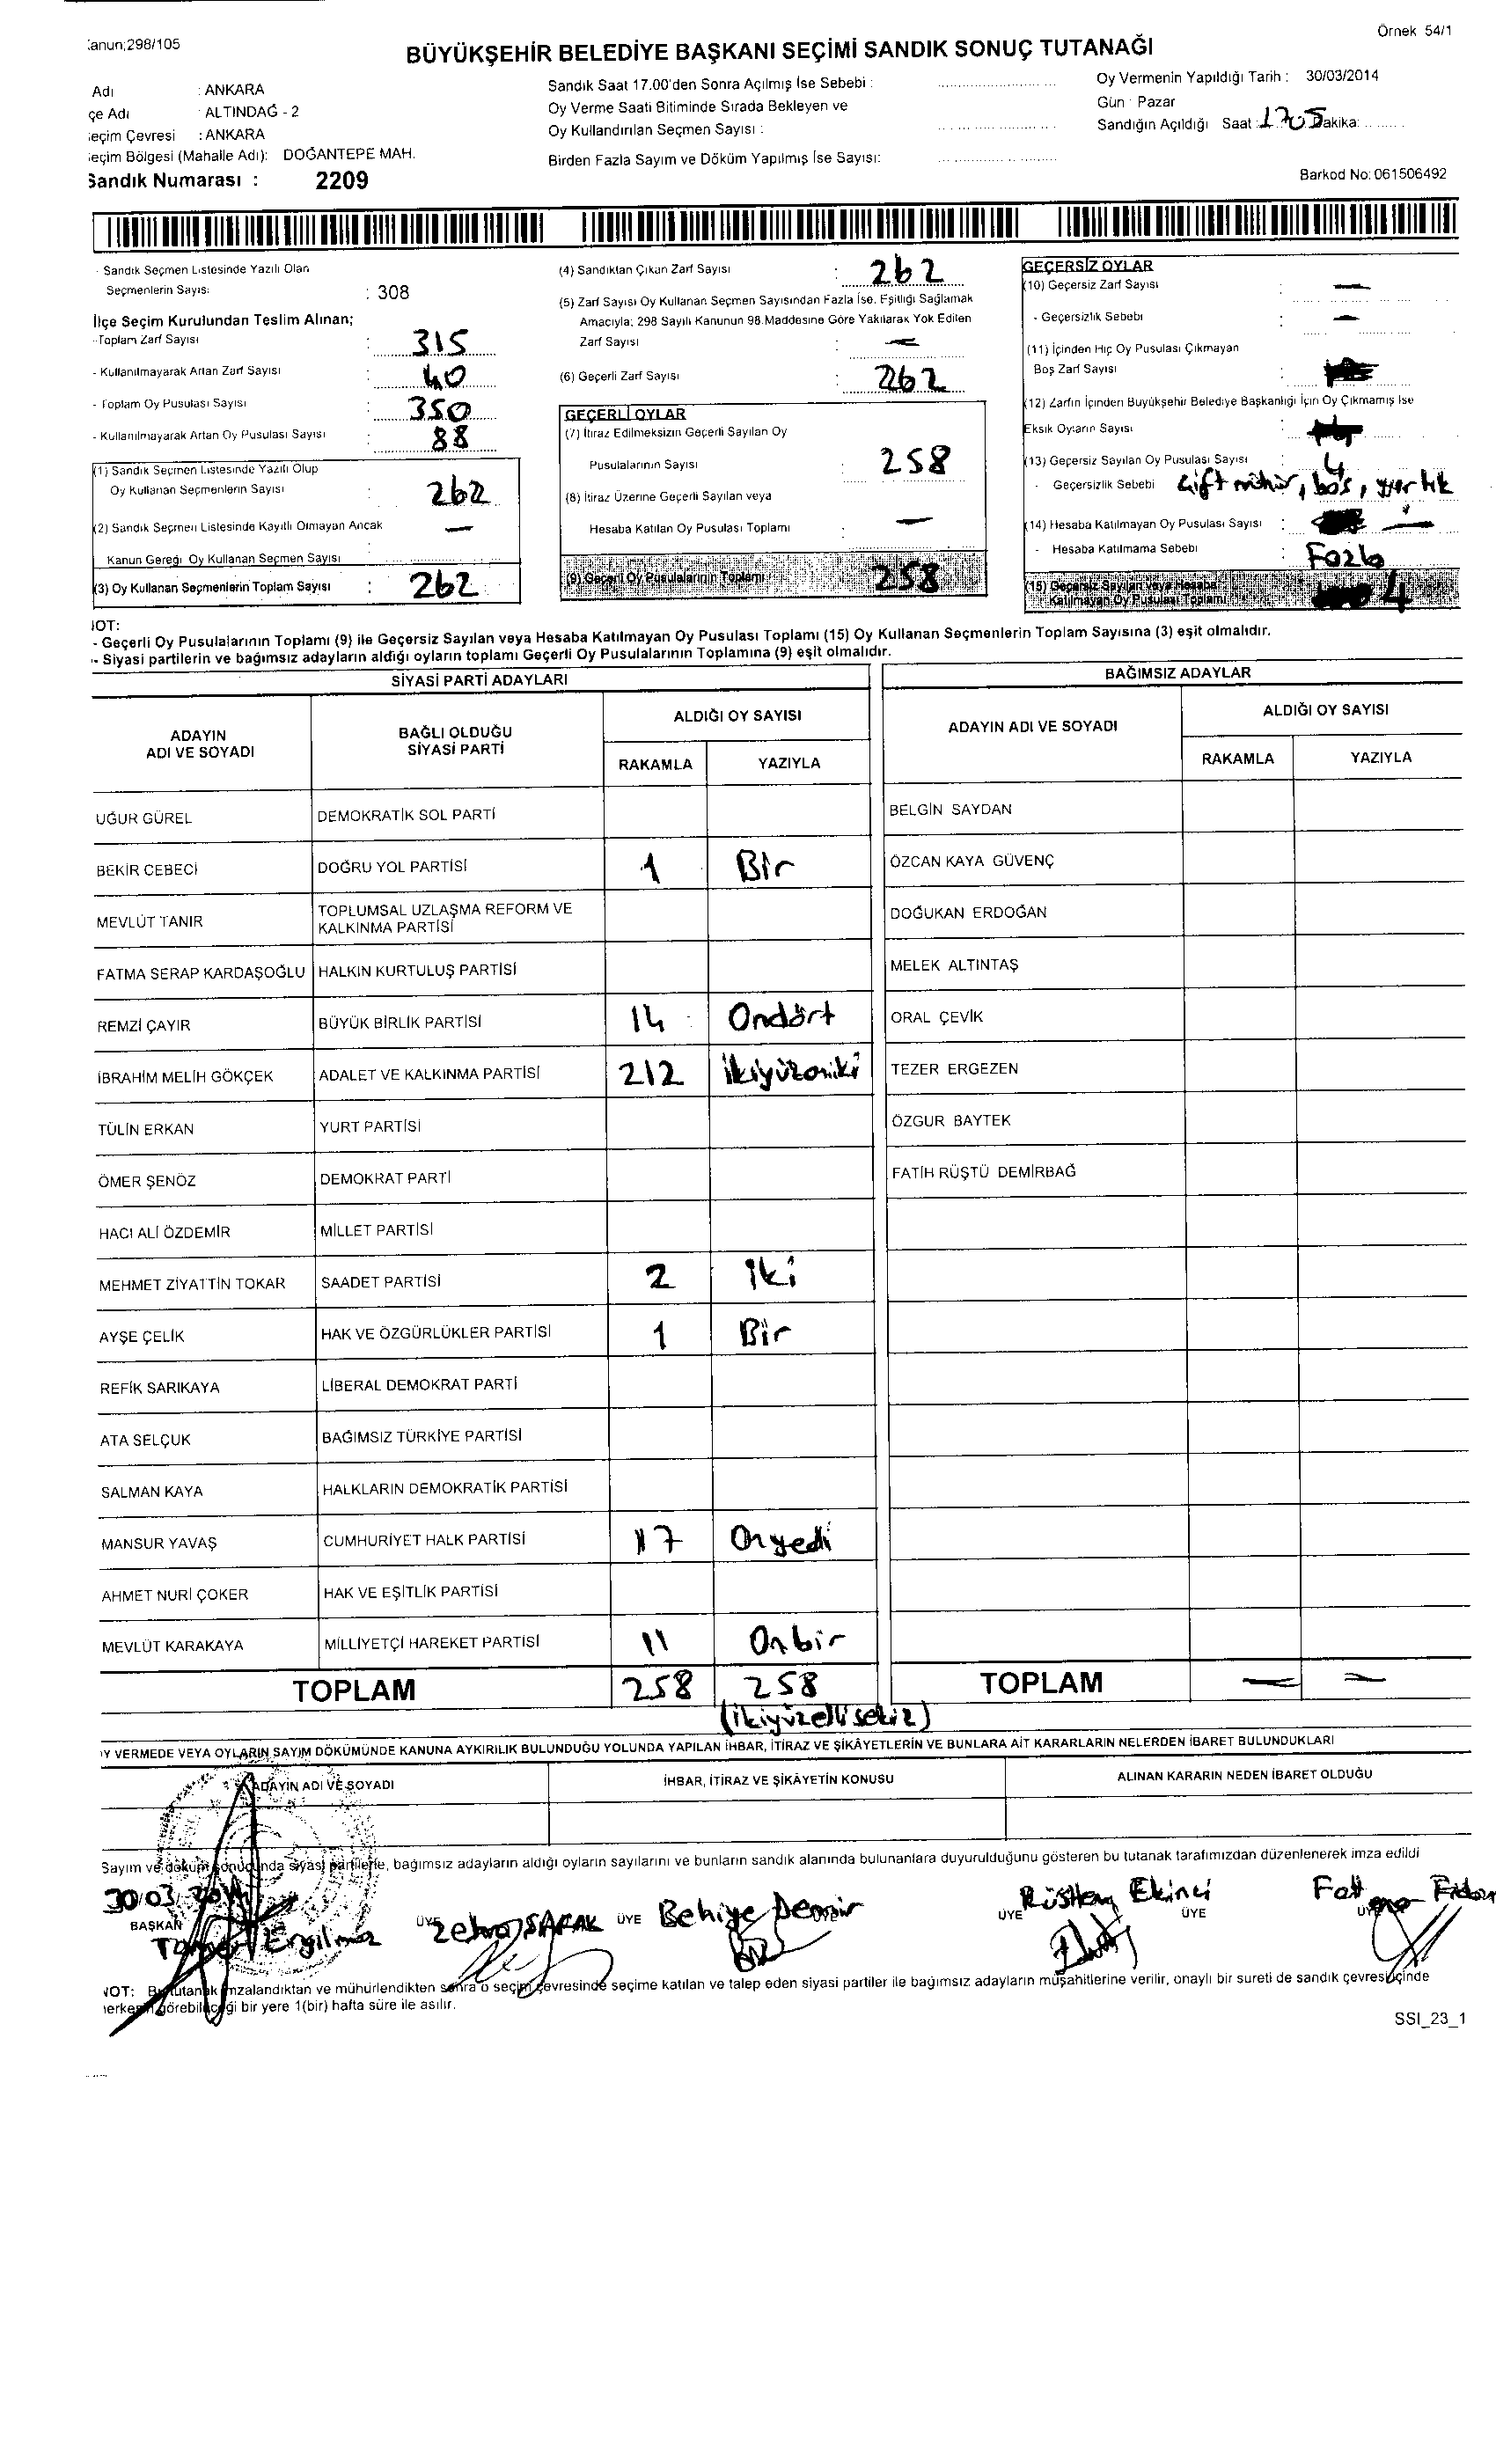 Kanun;298/105
Örnek 54/1
BÜYÜKŞEHİR BELEDİYE BAŞKANI SEÇİMİ SANDIK SONUÇ TUTANAĞI
Adı : ANKARA
çe Adı : ALTINDAĞ - 2
eçim Çevresi : ANKARA
eçim Bölgesi (Mahalle Adı): DOĞANTEPE MAH.
Sandık Numarası : 2209
Sandık Saat 17.00'den Sonra Açılmış İse Sebebi :
Oy Verme Saati Bitiminde Sırada Bekleyen ve
Oy Kullandırılan Seçmen Sayısı :
Birden Fazla Sayım ve Döküm Yapılmış İse Sayısı:
Oy Vermenin Yapıldığı Tarih : 30/03/2014
Gün : Pazar
Sandığın Açıldığı Saat : 1705 akika:
Barkod No: 061506492
- Sandık Seçmen Listesinde Yazılı Olan
Seçmenlerin Sayısı : 308
İlçe Seçim Kurulundan Teslim Alınan;
-Toplam Zarf Sayısı : 315
- Kullanılmayarak Artan Zarf Sayısı : 40
- Toplam Oy Pusulası Sayısı : 350
- Kullanılmayarak Artan Oy Pusulası Sayısı : 88
(1) Sandık Seçmen Listesinde Yazılı Olup
Oy Kullanan Seçmenlerin Sayısı : 262
(2) Sandık Seçmen Listesinde Kayıtlı Olmayan Ancak
Kanun Gereği Oy Kullanan Seçmen Sayısı : —
(3) Oy Kullanan Seçmenlerin Toplam Sayısı : 262
(4) Sandıktan Çıkan Zarf Sayısı : 262
(5) Zarf Sayısı Oy Kullanan Seçmen Sayısından Fazla İse, Eşitliği Sağlamak
Amacıyla; 298 Sayılı Kanunun 98.Maddesine Göre Yakılarak Yok Edilen
Zarf Sayısı : —
(6) Geçerli Zarf Sayısı : 262
GEÇERLİ OYLAR
(7) İtiraz Edilmeksizin Geçerli Sayılan Oy
Pusulalarının Sayısı : 258
(8) İtiraz Üzerine Geçerli Sayılan veya
Hesaba Katılan Oy Pusulası Toplamı : —
(9) Geçerli Oy Pusulalarının Toplamı : 258
GEÇERSİZ OYLAR
(10) Geçersiz Zarf Sayısı : —
- Geçersizlik Sebebi : —
(11) İçinden Hiç Oy Pusulası Çıkmayan
Boş Zarf Sayısı :
(12) Zarfın İçinden Büyükşehir Belediye Başkanlığı İçin Oy Çıkmamış İse
Eksik Oyların Sayısı :
(13) Geçersiz Sayılan Oy Pusulası Sayısı : 4
- Geçersizlik Sebebi Çift mühür, boş,
(14) Hesaba Katılmayan Oy Pusulası Sayısı : —
- Hesaba Katılmama Sebebi : Fazla
(15) Geçersiz Sayılan veya Hesaba
Katılmayan Oy Pusulası Toplamı 4
NOT:
- Geçerli Oy Pusulalarının Toplamı (9) ile Geçersiz Sayılan veya Hesaba Katılmayan Oy Pusulası Toplamı (15) Oy Kullanan Seçmenlerin Toplam Sayısına (3) eşit olmalıdır.
- Siyasi partilerin ve bağımsız adayların aldığı oyların toplamı Geçerli Oy Pusulalarının Toplamına (9) eşit olmalıdır.
SİYASİ PARTİ ADAYLARI
ADAYIN ADI VE SOYADI
BAĞLI OLDUĞU SİYASİ PARTİ
ALDIĞI OY SAYISI
RAKAMLA YAZIYLA
UĞUR GÜREL DEMOKRATİK SOL PARTİ
BEKİR CEBECİ DOĞRU YOL PARTİSİ 1 Bir
MEVLÜT TANIR TOPLUMSAL UZLAŞMA REFORM VE
KALKINMA PARTİSİ
FATMA SERAP KARDAŞOĞLU HALKIN KURTULUŞ PARTİSİ
REMZİ ÇAYIR BÜYÜK BİRLİK PARTİSİ 14 Ondört
İBRAHİM MELİH GÖKÇEK ADALET VE KALKINMA PARTİSİ 212 İkiyüzoniki
TÜLİN ERKAN YURT PARTİSİ
ÖMER ŞENÖZ DEMOKRAT PARTİ
HACI ALİ ÖZDEMİR MİLLET PARTİSİ
MEHMET ZİYATTİN TOKAR SAADET PARTİSİ 2 İki
AYŞE ÇELİK HAK VE ÖZGÜRLÜKLER PARTİSİ 1 Bir
REFİK SARIKAYA LİBERAL DEMOKRAT PARTİ
ATA SELÇUK BAĞIMSIZ TÜRKİYE PARTİSİ
SALMAN KAYA HALKLARIN DEMOKRATİK PARTİSİ
MANSUR YAVAŞ CUMHURİYET HALK PARTİSİ 17 Onyedi
AHMET NURİ ÇOKER HAK VE EŞİTLİK PARTİSİ
MEVLÜT KARAKAYA MİLLİYETÇİ HAREKET PARTİSİ 11 Onbir
TOPLAM 258 258
(ikiyüzellisekiz)
BAĞIMSIZ ADAYLAR
ADAYIN ADI VE SOYADI
ALDIĞI OY SAYISI
RAKAMLA YAZIYLA
BELGİN SAYDAN
ÖZCAN KAYA GÜVENÇ
DOĞUKAN ERDOĞAN
MELEK ALTINTAŞ
ORAL ÇEVİK
TEZER ERGEZEN
ÖZGUR BAYTEK
FATİH RÜŞTÜ DEMİRBAĞ
TOPLAM — —
OY VERMEDE VEYA OYLARIN SAYIM DÖKÜMÜNDE KANUNA AYKIRILIK BULUNDUĞU YOLUNDA YAPILAN İHBAR, İTİRAZ VE ŞİKÂYETLERİN VE BUNLARA AİT KARARLARIN NELERDEN İBARET BULUNDUKLARI
ADAYIN ADI VE SOYADI İHBAR, İTİRAZ VE ŞİKÂYETİN KONUSU ALINAN KARARIN NEDEN İBARET OLDUĞU
Sayım ve döküm sonucunda siyasi partilerle, bağımsız adayların aldığı oyların sayılarını ve bunların sandık alanında bulunanlara duyurulduğunu gösteren bu tutanak tarafımızdan düzenlenerek imza edildi
30/03/2014
BAŞKAN Ergilmez
ÜYE Zehra ŞAFAK
ÜYE Behiye Demir
ÜYE
ÜYE Rüstem Ekinci
ÜYE
ÜYE Fatma
NOT: Bu tutanak imzalandıktan ve mühürlendikten sonra o seçim çevresinde seçime katılan ve talep eden siyasi partiler ile bağımsız adayların müşahitlerine verilir, onaylı bir sureti de sandık çevresi içinde
herkesin görebileceği bir yere 1(bir) hafta süre ile asılır.
SSI_23_1